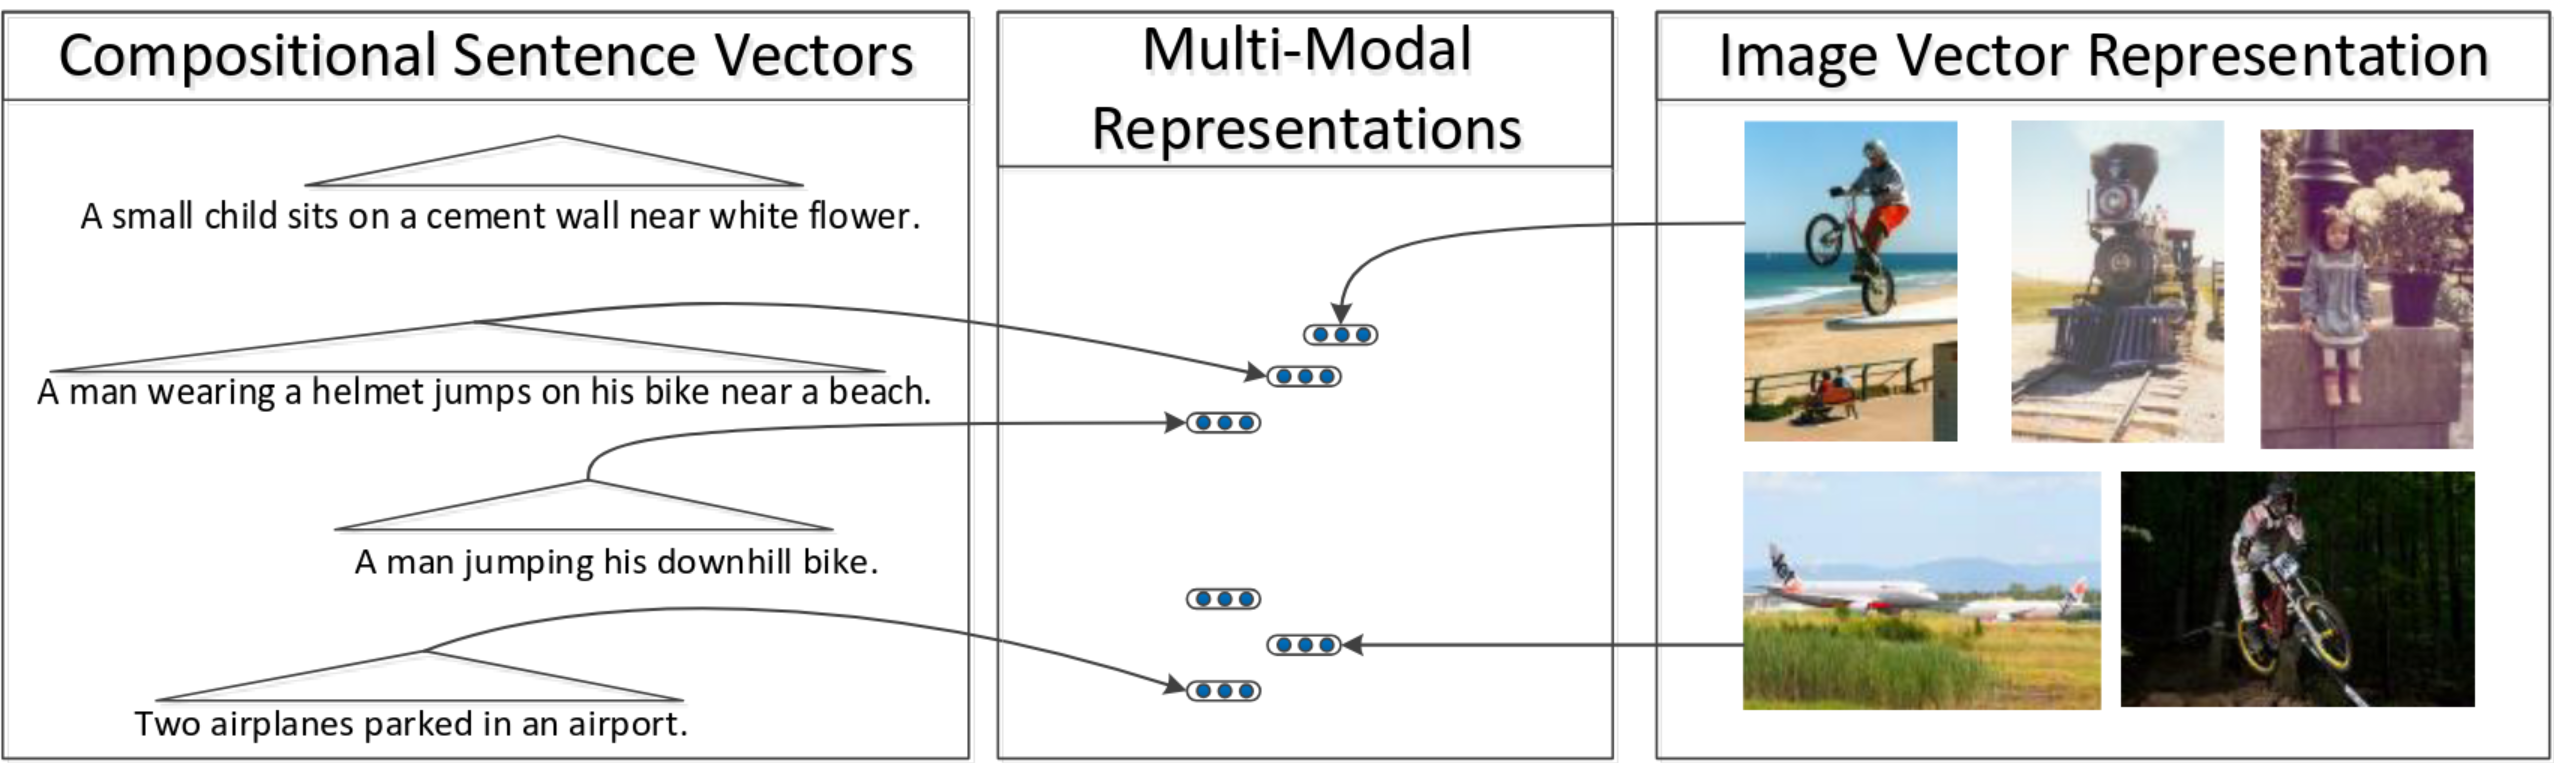 Compositional Sentence Vectors
A small child sits on a cement wall near white flower.
A man wearing a helmet jumps on his bike near a beach.
A man jumping his downhill bike.
Two airplanes parked in an airport.
Multi-Modal
Representations
Image Vector Representation